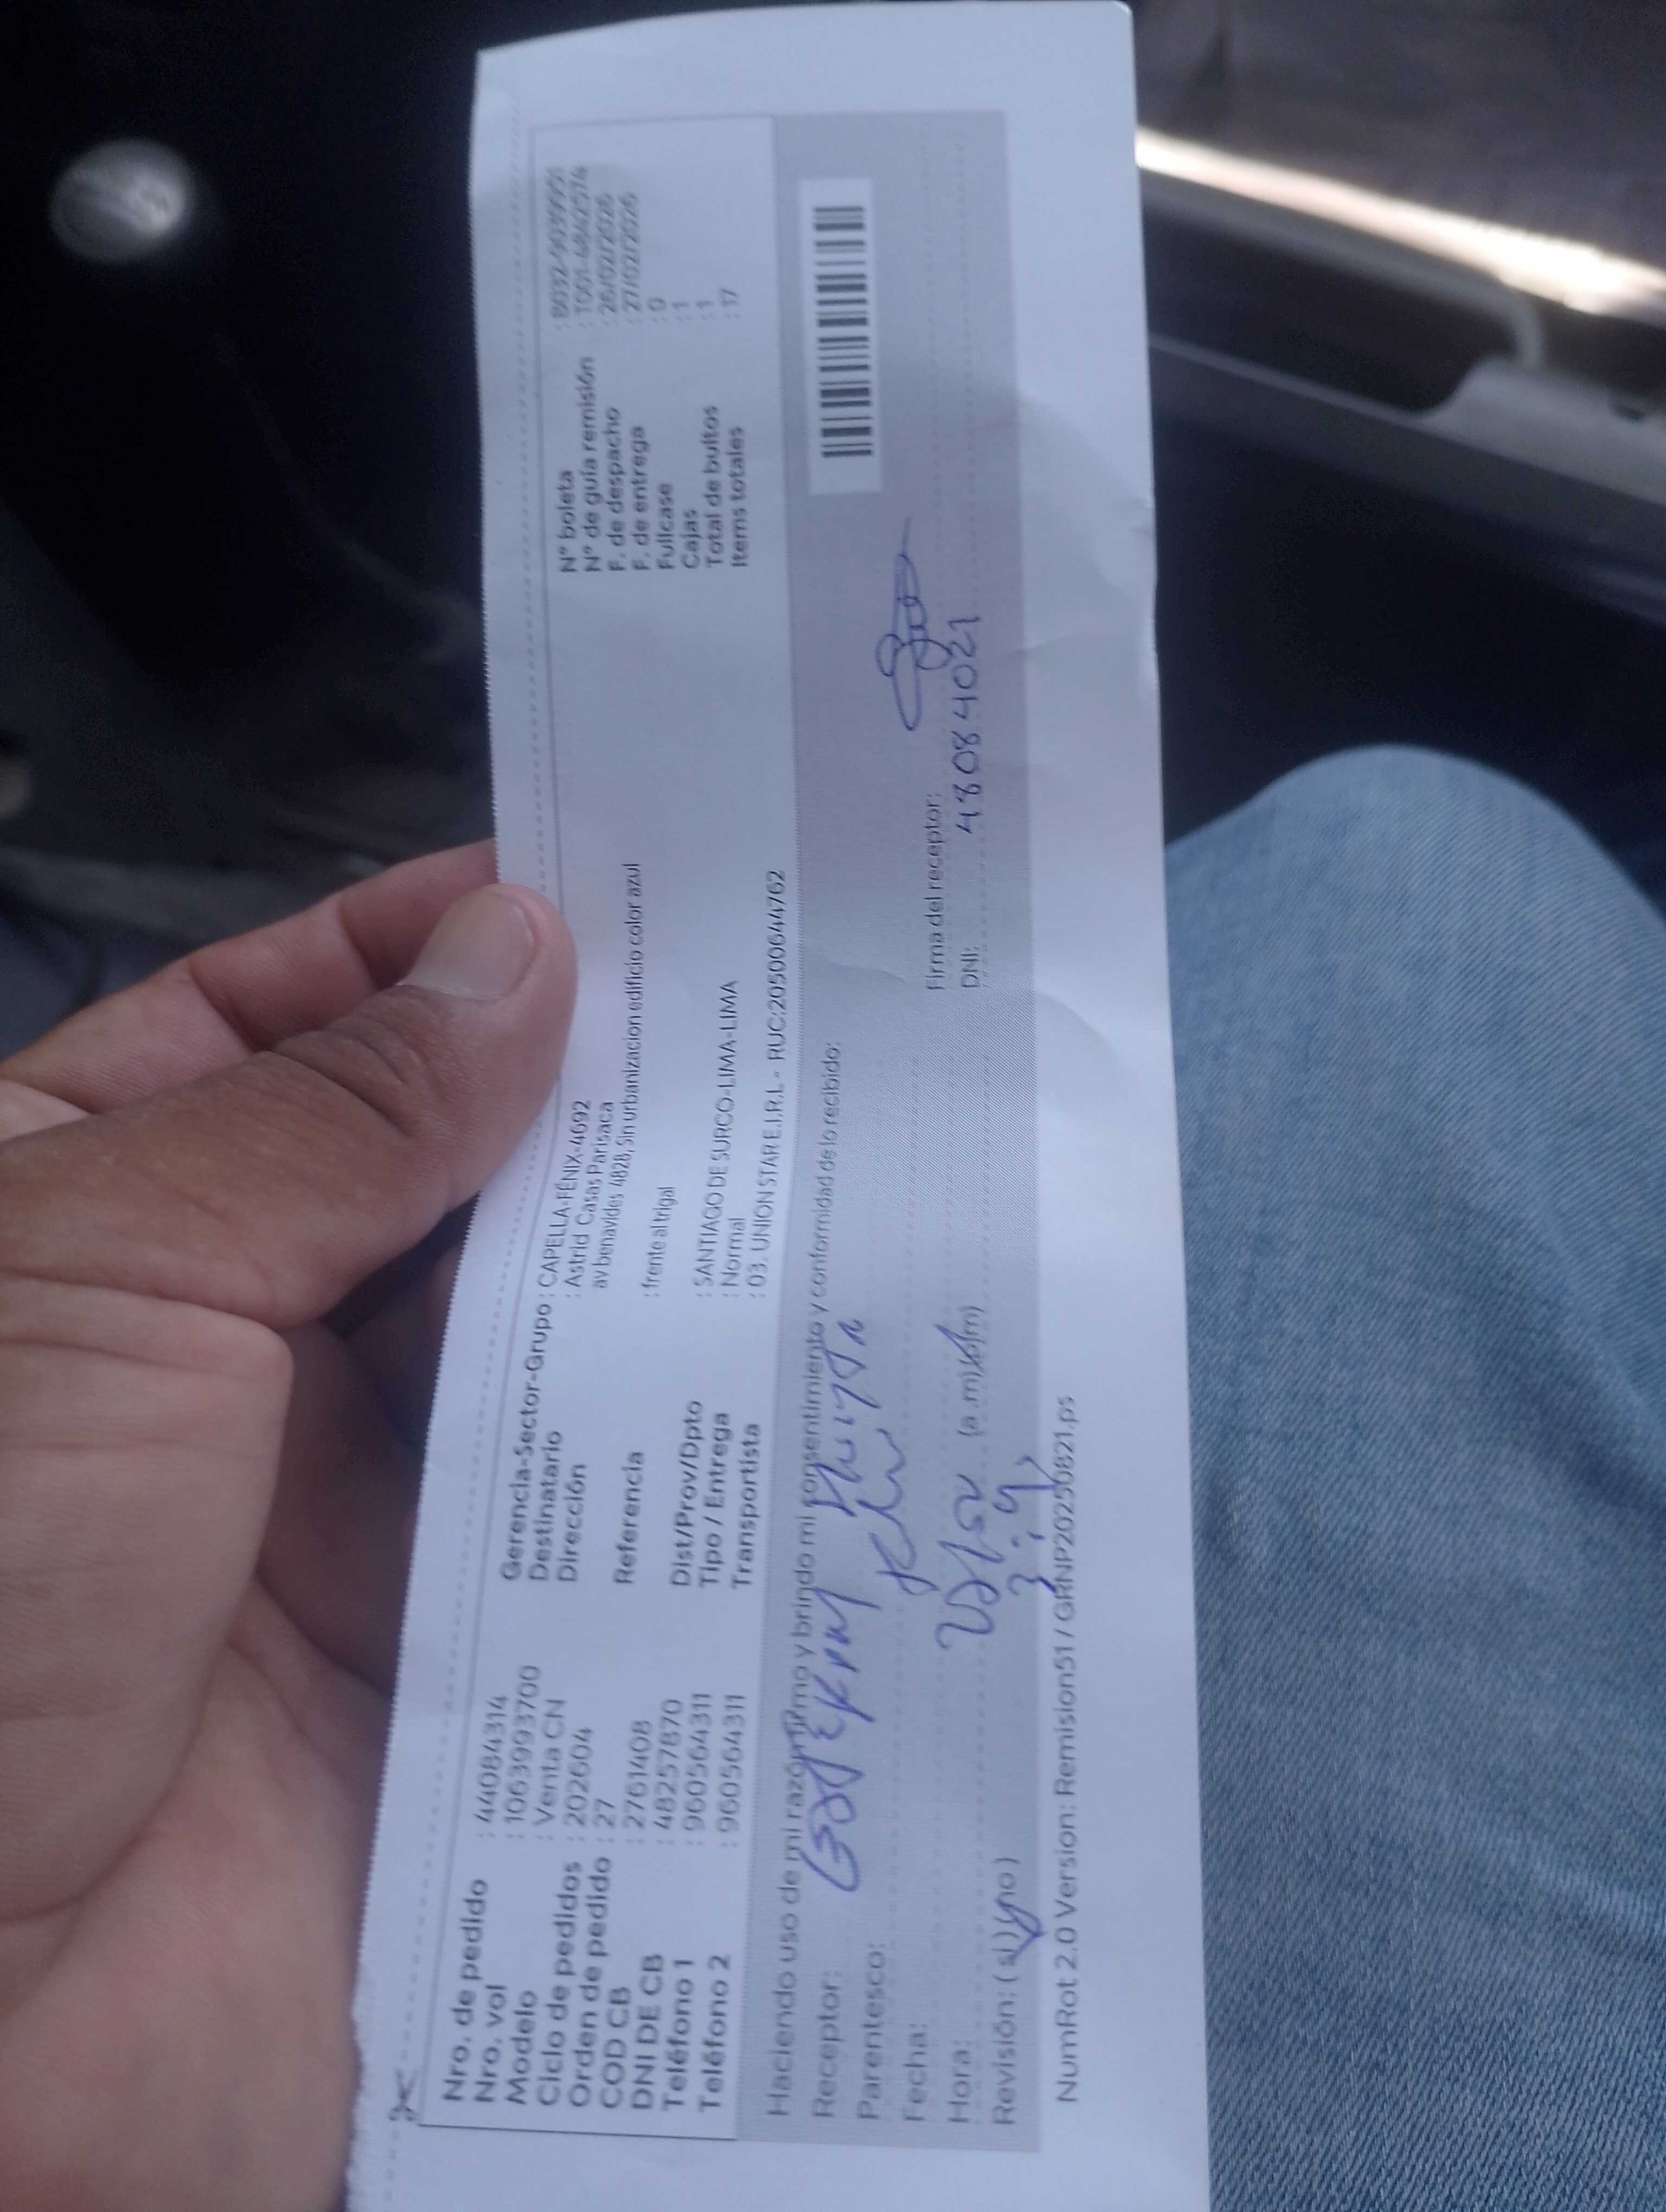 Nro. de pedido : 44084314
Nro. vol : 1063993700
Modelo : Venta CN
Ciclo de pedidos : 202604
Orden de pedido : 27
COD CB : 2761408
DNI DE CB : 48257870
Teléfono 1 : 960564311
Teléfono 2 : 960564311
Gerencia-Sector-Grupo : CAPELLA-FÉNIX-4692
Destinatario : Astrid Casas Parisaca
Dirección av benavides 4828, Sin urbanizacion edificio color azul
Referencia : frente al trigal
Dist/Prov/Dpto : SANTIAGO DE SURCO-LIMA-LIMA
Tipo / Entrega : Normal
Transportista : 03. UNION STAR E.I.R.L - RUC:20500644762
N° boleta
N° de guía remisión : T001-48462574
F. de despacho : 26/02/2026
F. de entrega : 27/02/2026
Fullcase : 0
Cajas : 1
Total de bultos : 1
Items totales : 17
Haciendo uso de mi razón firmo y brindo mi consentimiento y conformidad de lo recibido:
Receptor:
Parentesco:
Fecha:
Hora: (a.m/p.m)
Revisión: (si/no)
Firma del receptor:
DNI: 48084021
NumRot 2.0 Version: Remision51 / GRNP20250821.ps